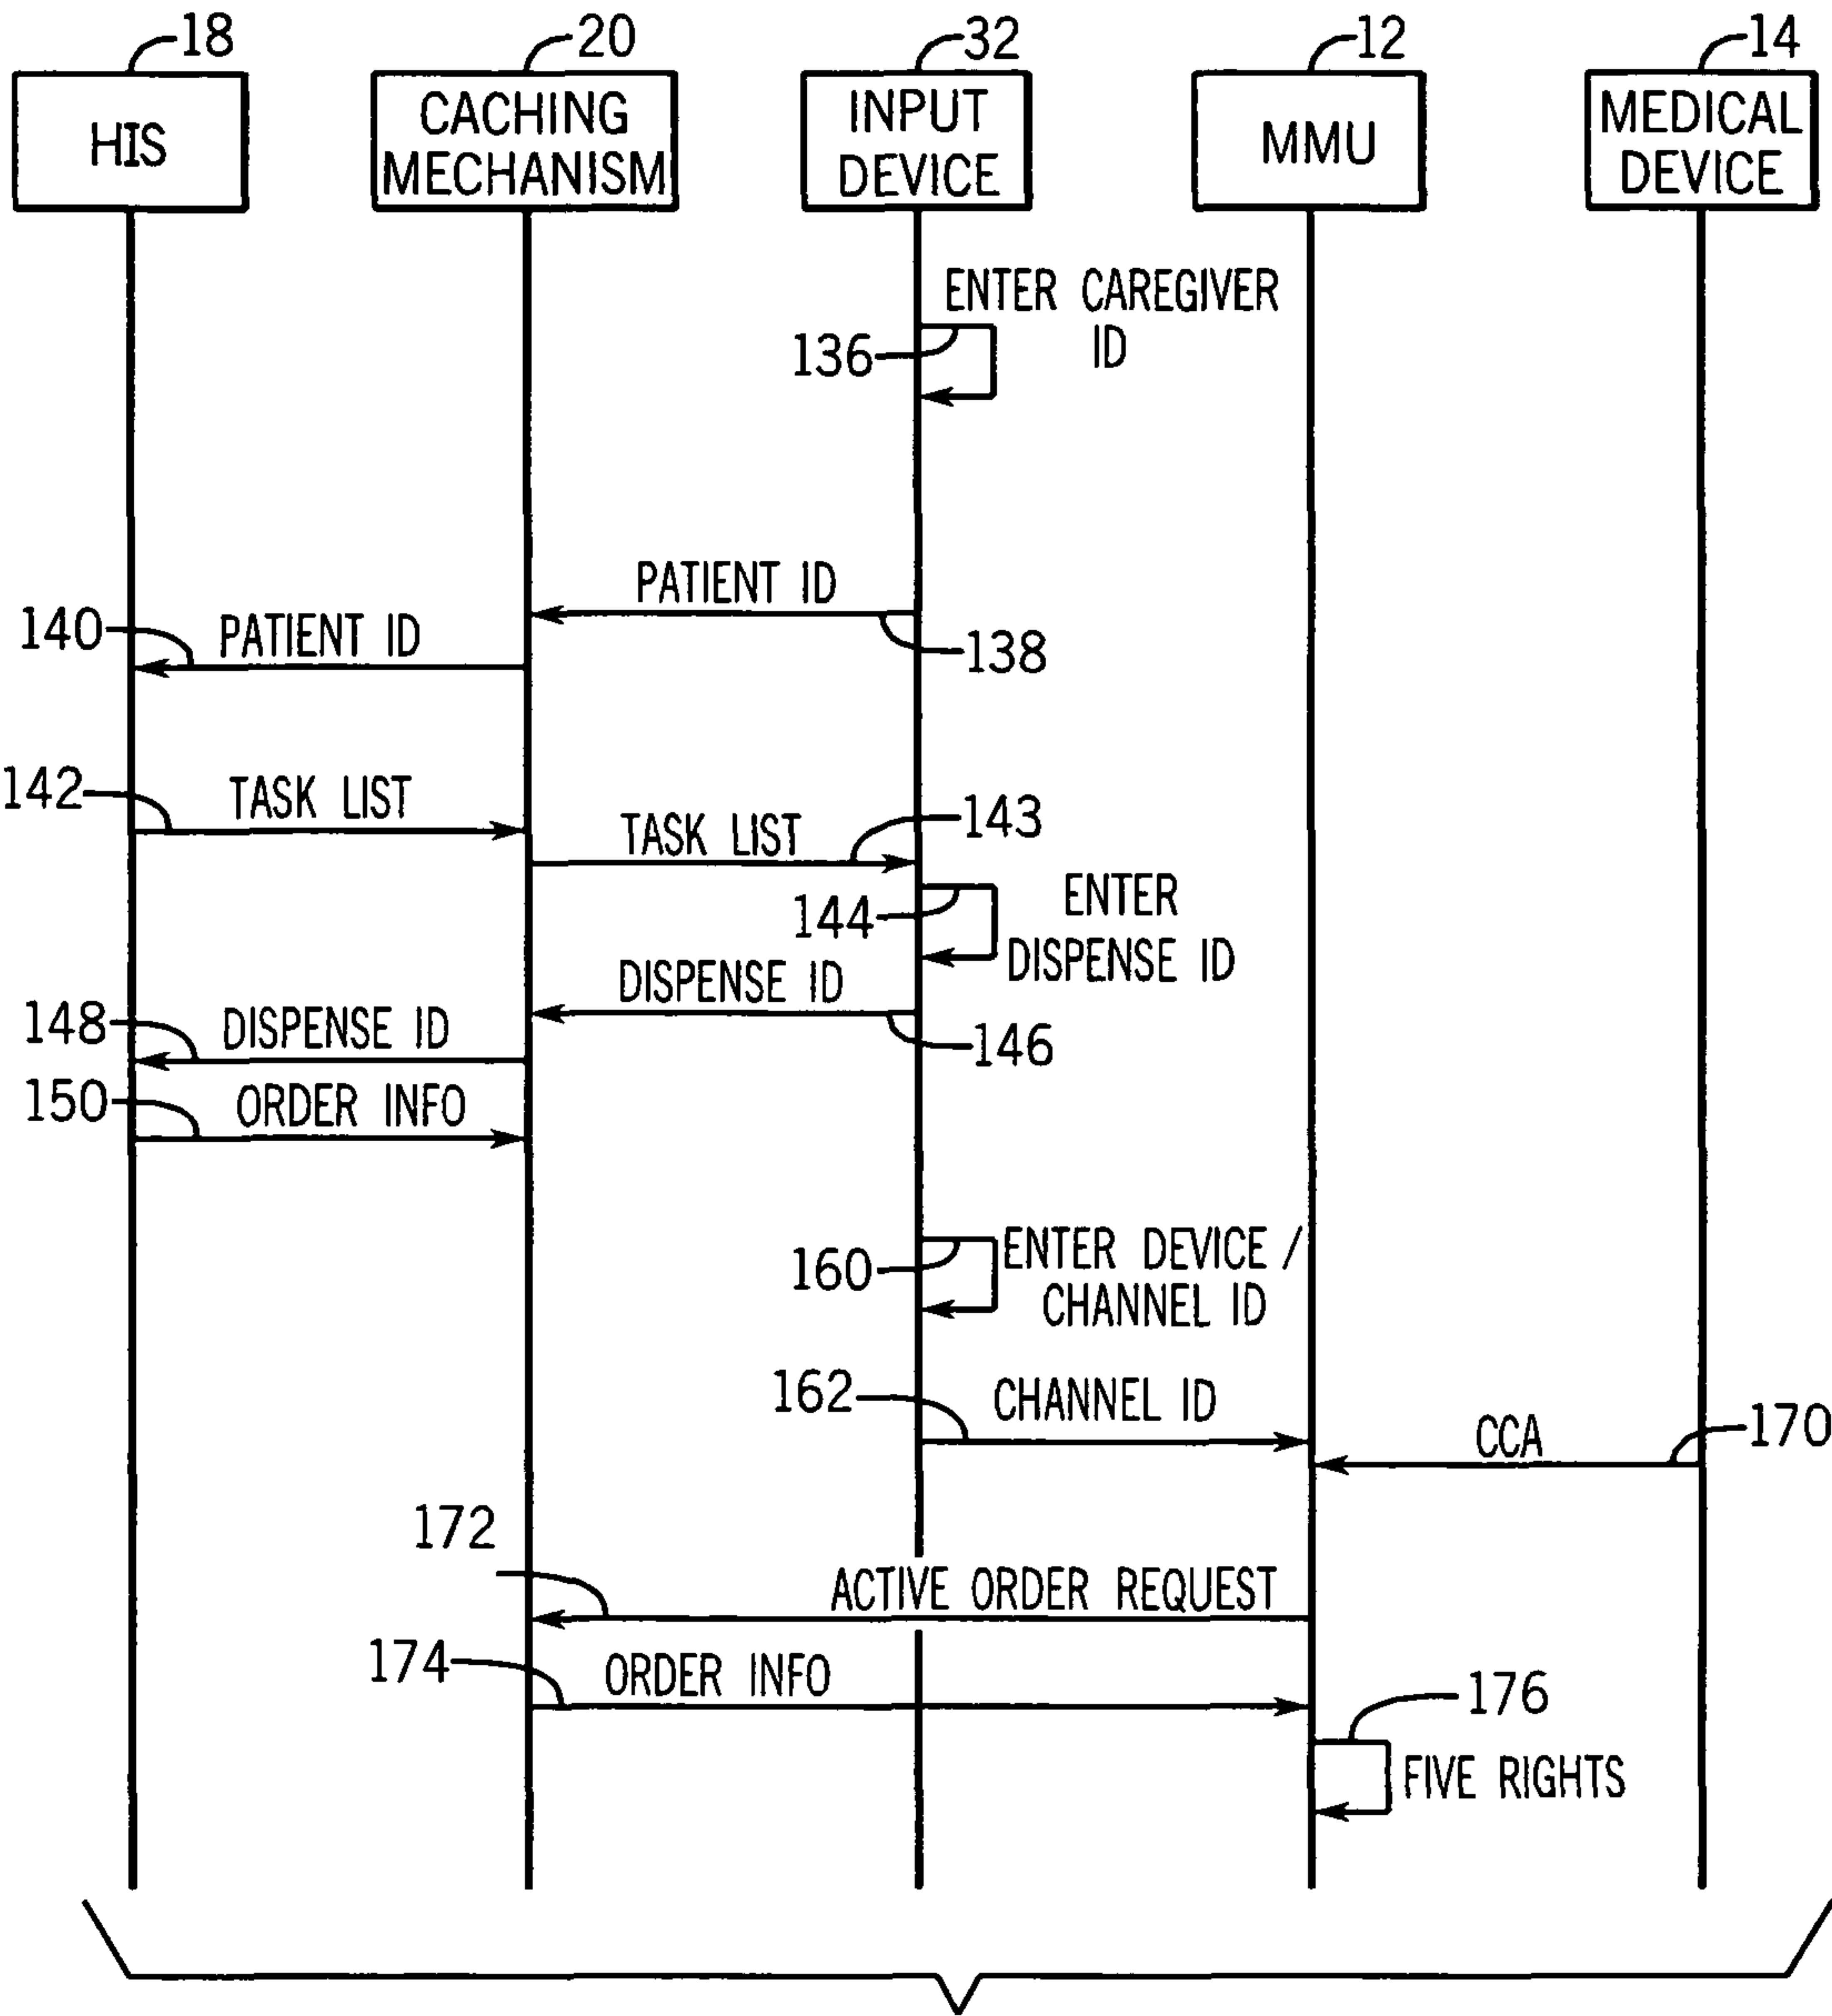 18
20
32
12
14
HIS
CACHING
MECHANISM
INPUT
DEVICE
MMU
MEDICAL
DEVICE
ENTER CAREGIVER
ID
136
PATIENT ID
138
140
PATIENT ID
142
TASK LIST
TASK LIST
143
144
ENTER
DISPENSE ID
DISPENSE ID
146
148
DISPENSE ID
150
ORDER INFO
160
ENTER DEVICE /
CHANNEL ID
162
CHANNEL ID
CCA
170
172
ACTIVE ORDER REQUEST
174
ORDER INFO
176
FIVE RIGHTS